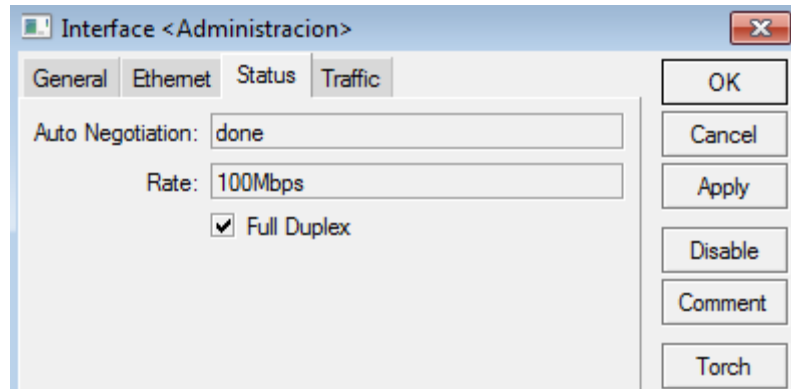 Interface <Administracion>
General Ethernet Status Traffic
Auto Negotiation: done
Rate: 100Mbps
Full Duplex
OK
Cancel
Apply
Disable
Comment
Torch